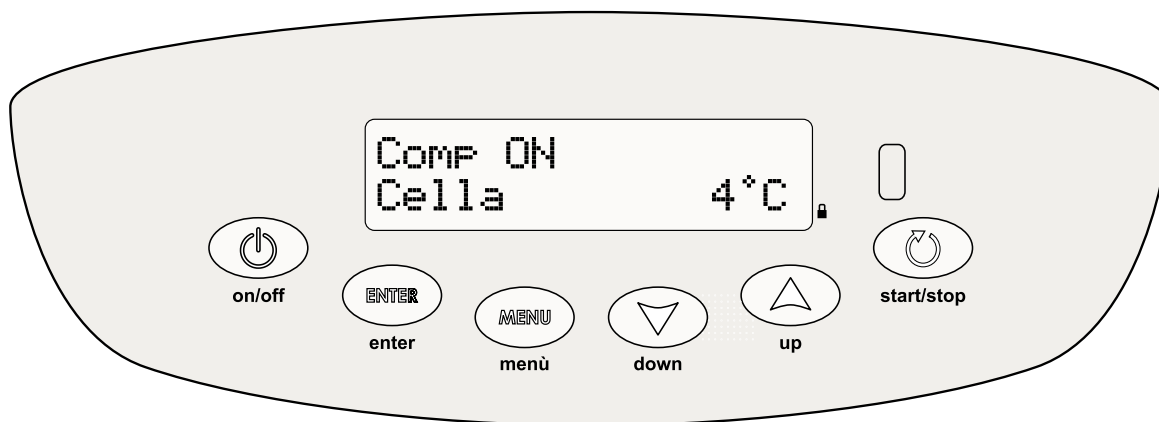 Comp ON
Cella 4°C
on/off
ENTER
enter
MENU
menù
down
up
start/stop